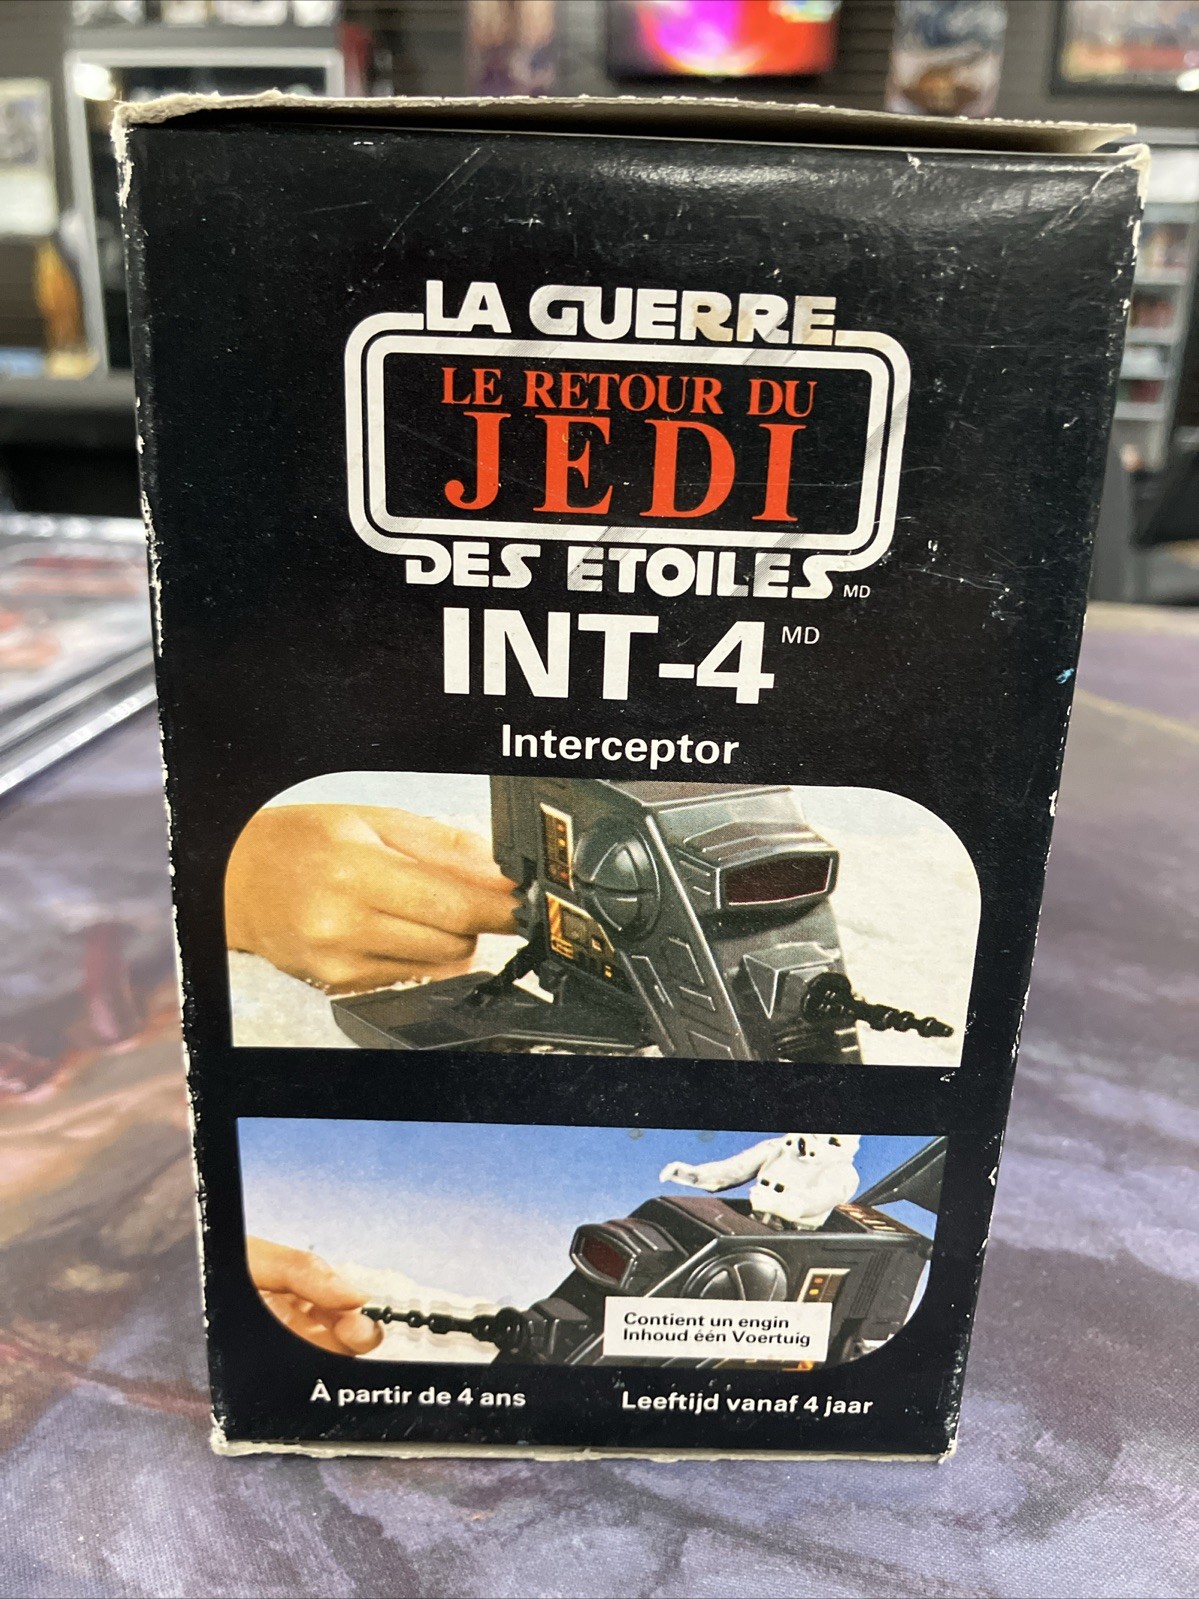 LA GUERRE
LE RETOUR DU
JEDI
DES ETOILES MD
INT-4 MD
Interceptor
Contient un engin
Inhoud één Voertuig
À partir de 4 ans
Leeftijd vanaf 4 jaar